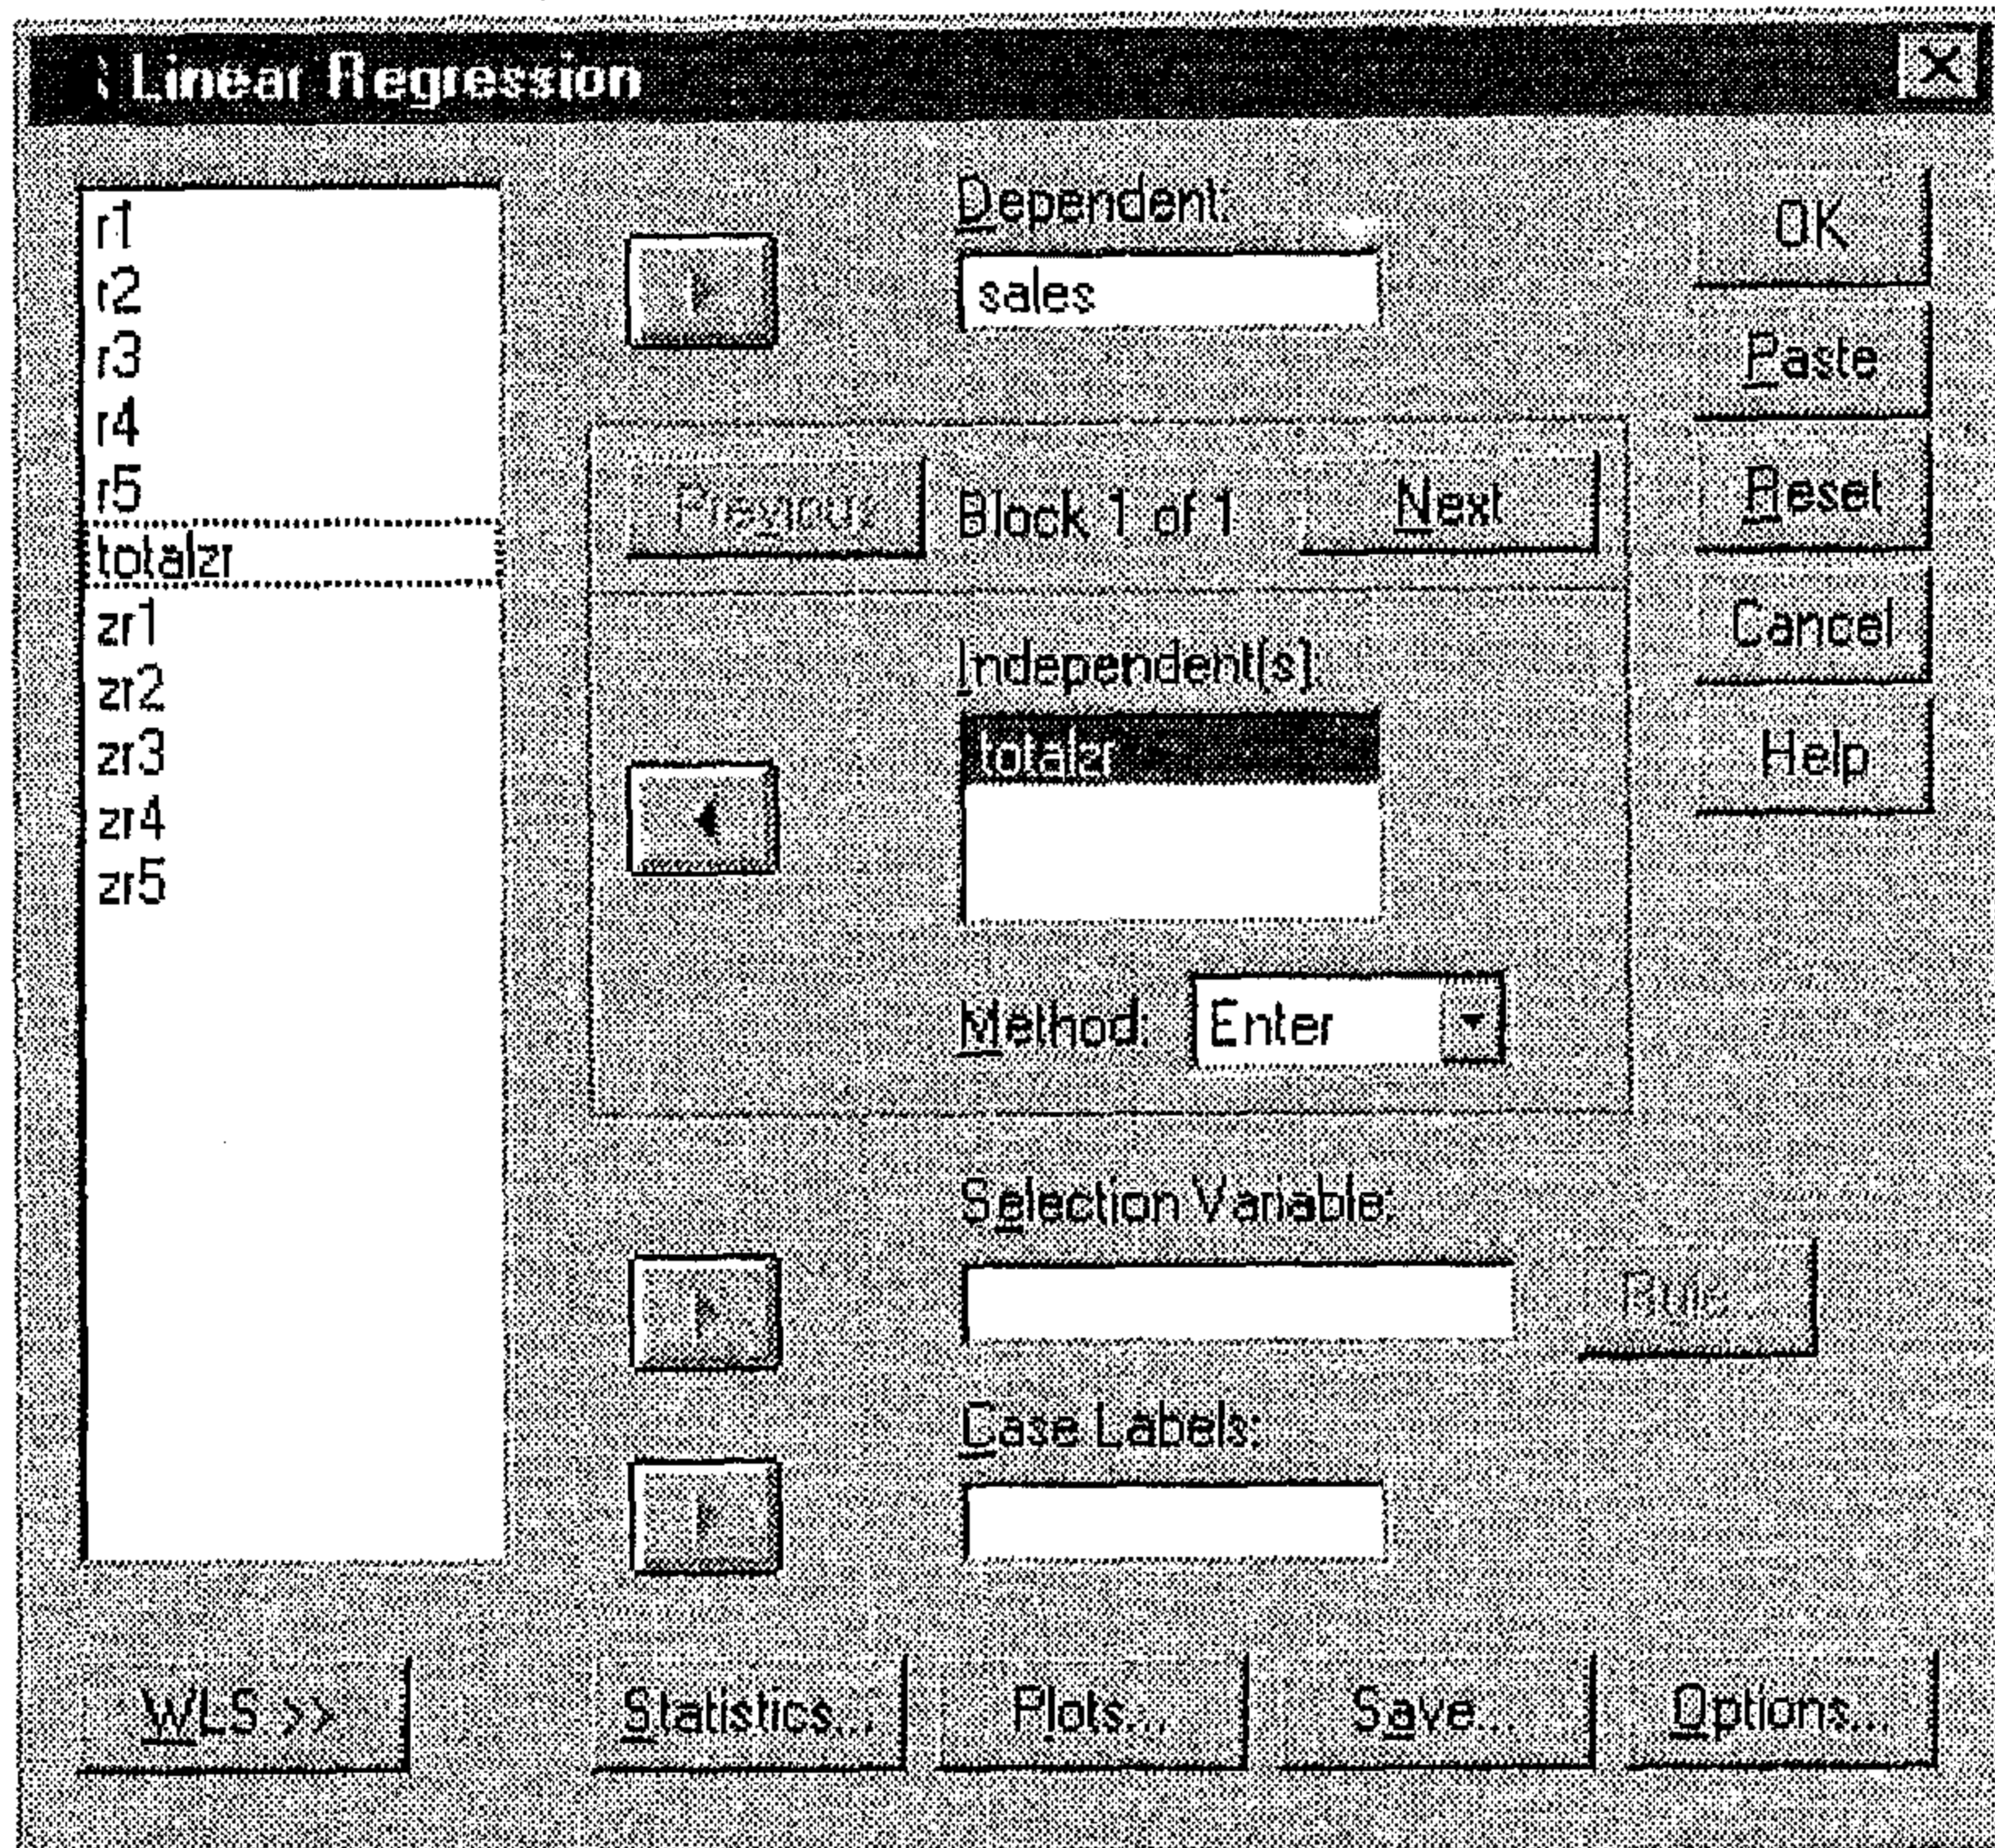 Linear Regression
r1
r2
r3
r4
r5
totalzr
zr1
zr2
zr3
zr4
zr5
Dependent:
sales
Previous
Block 1 of 1
Next
Independent(s):
totalzr
Method: Enter
Selection Variable:
Rule...
Case Labels:
OK
Paste
Reset
Cancel
Help
WLS >>
Statistics...
Plots...
Save...
Options...